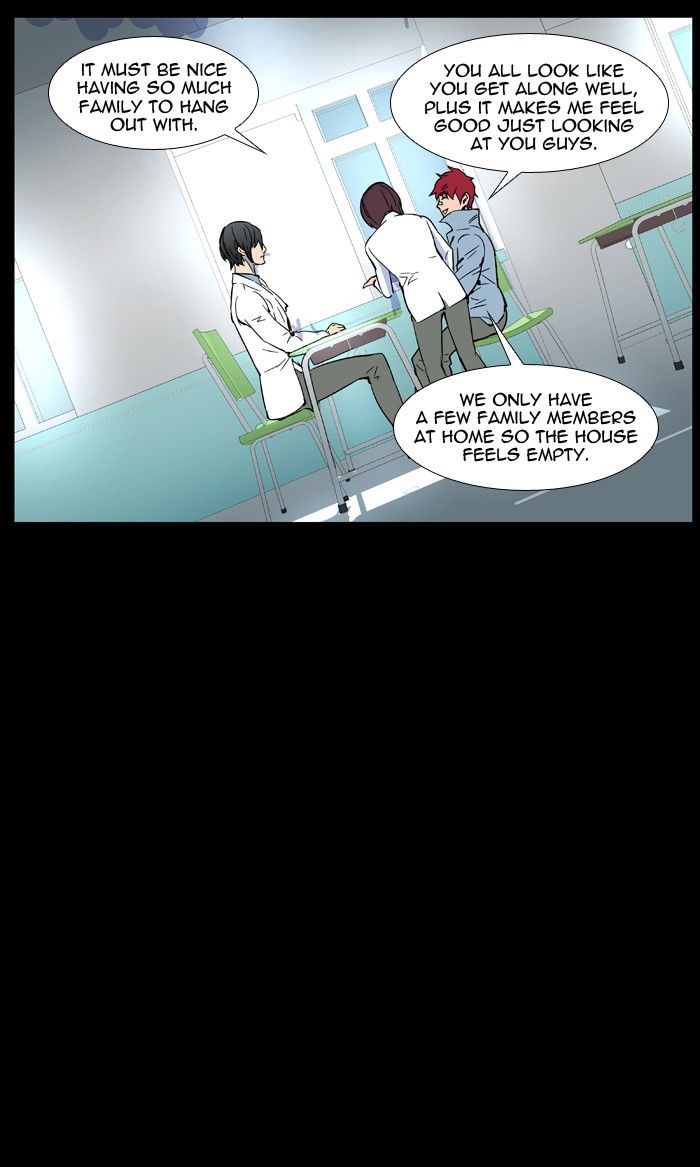 IT MUST BE NICE
HAVING SO MUCH
FAMILY TO HANG
OUT WITH.
YOU ALL LOOK LIKE
YOU GET ALONG WELL,
PLUS IT MAKES ME FEEL
GOOD JUST LOOKING
AT YOU GUYS.
WE ONLY HAVE
A FEW FAMILY MEMBERS
AT HOME SO THE HOUSE
FEELS EMPTY.